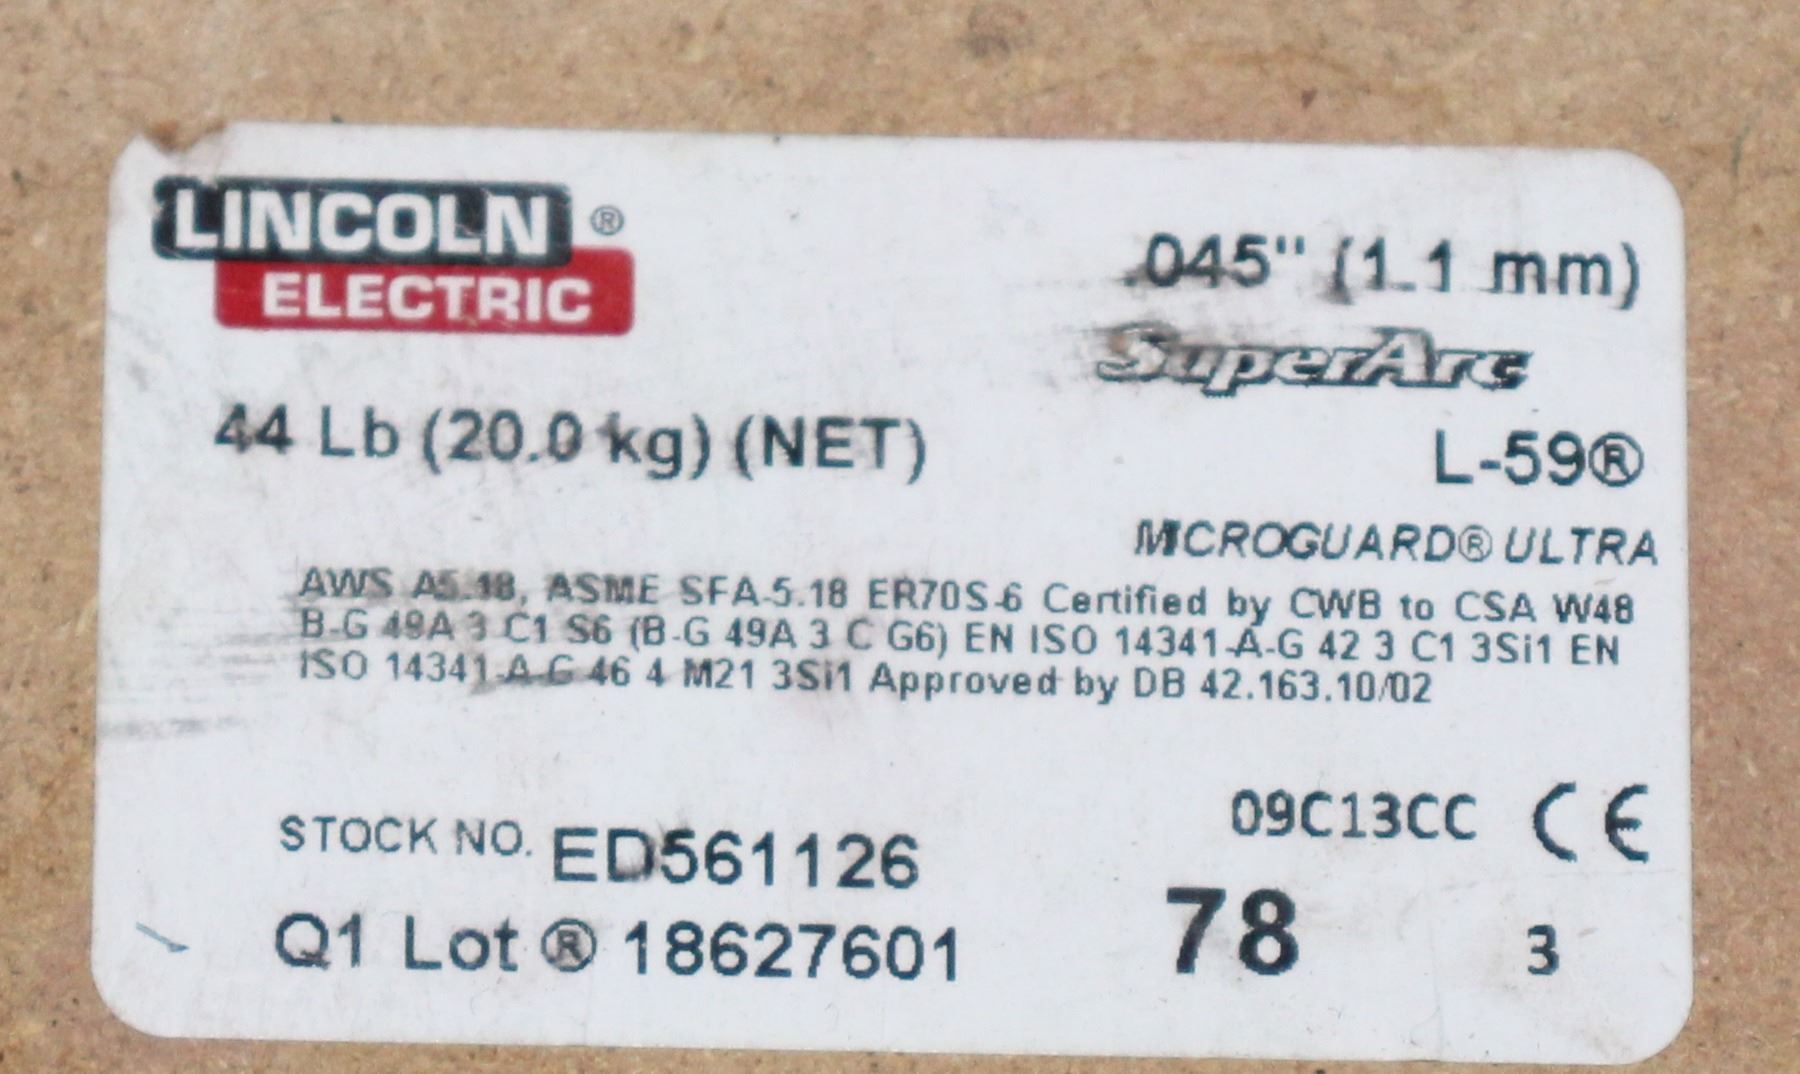 LINCOLN ®
ELECTRIC
.045" (1.1 mm)
SuperArc
44 Lb (20.0 kg) (NET)
L-59®
MICROGUARD® ULTRA
AWS A5.18, ASME SFA-5.18 ER70S-6 Certified by CWB to CSA W48
B-G 49A 3 C1 S6 (B-G 49A 3 C G6) EN ISO 14341-A-G 42 3 C1 3Si1 EN
ISO 14341-A-G 46 4 M21 3Si1 Approved by DB 42.163.10/02
09C13CC CE
STOCK NO. ED561126
Q1 Lot ® 18627601
78 3